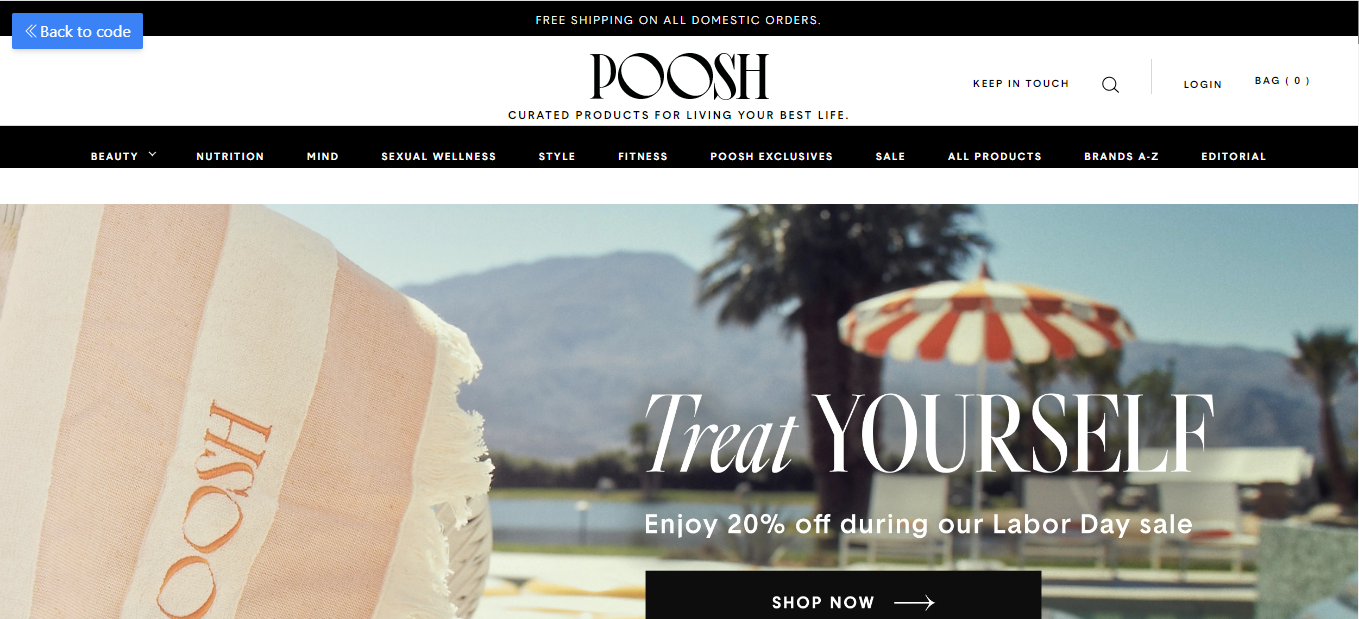 FREE SHIPPING ON ALL DOMESTIC ORDERS.
Back to code
POOSH
KEEP IN TOUCH
LOGIN
BAG ( 0 )
CURATED PRODUCTS FOR LIVING YOUR BEST LIFE.
BEAUTY NUTRITION MIND SEXUAL WELLNESS STYLE FITNESS POOSH EXCLUSIVES SALE ALL PRODUCTS BRANDS A-Z EDITORIAL
Treat YOURSELF
POOSH
Enjoy 20% off during our Labor Day sale
SHOP NOW